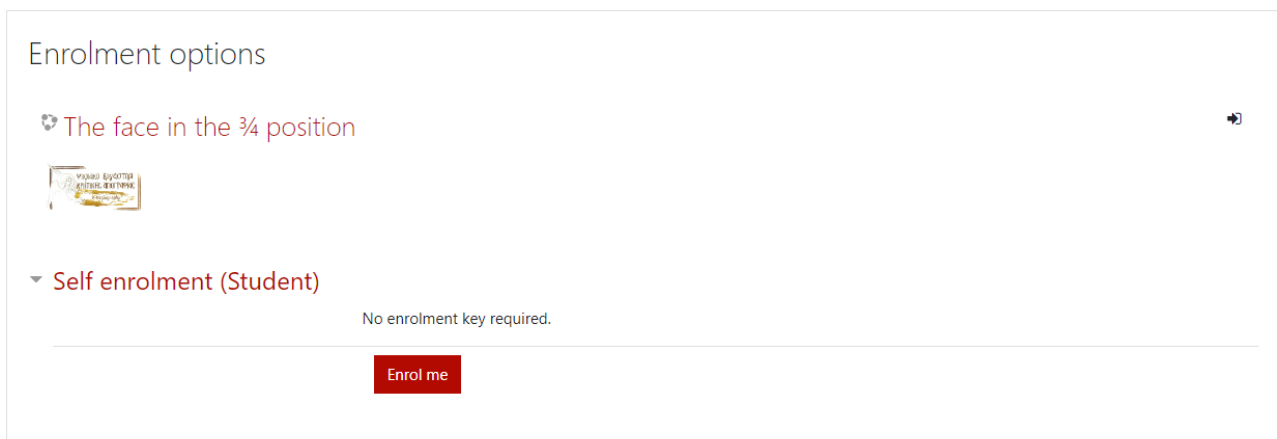 Enrolment options
The face in the ¾ position
Self enrolment (Student)
No enrolment key required.
Enrol me